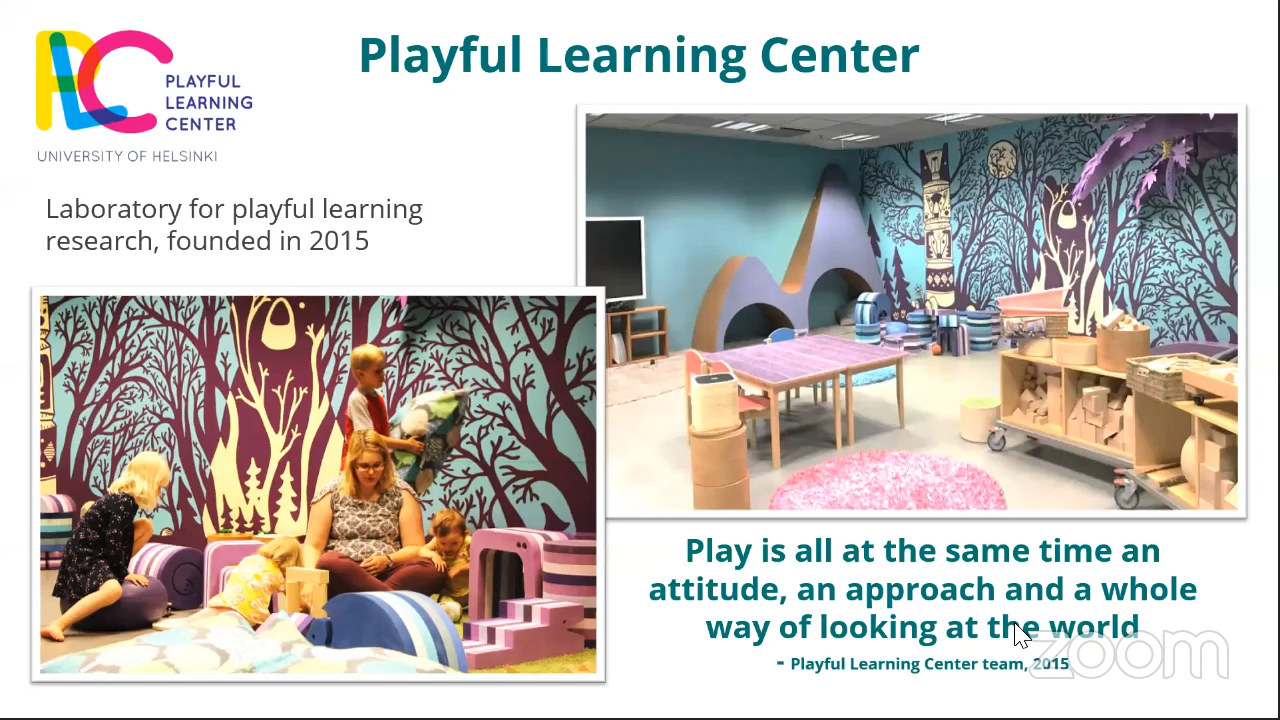 Playful Learning Center
PLC
PLAYFUL
LEARNING
CENTER
UNIVERSITY OF HELSINKI
Laboratory for playful learning
research, founded in 2015
Play is all at the same time an
attitude, an approach and a whole
way of looking at the world
- Playful Learning Center team, 2015
zoom